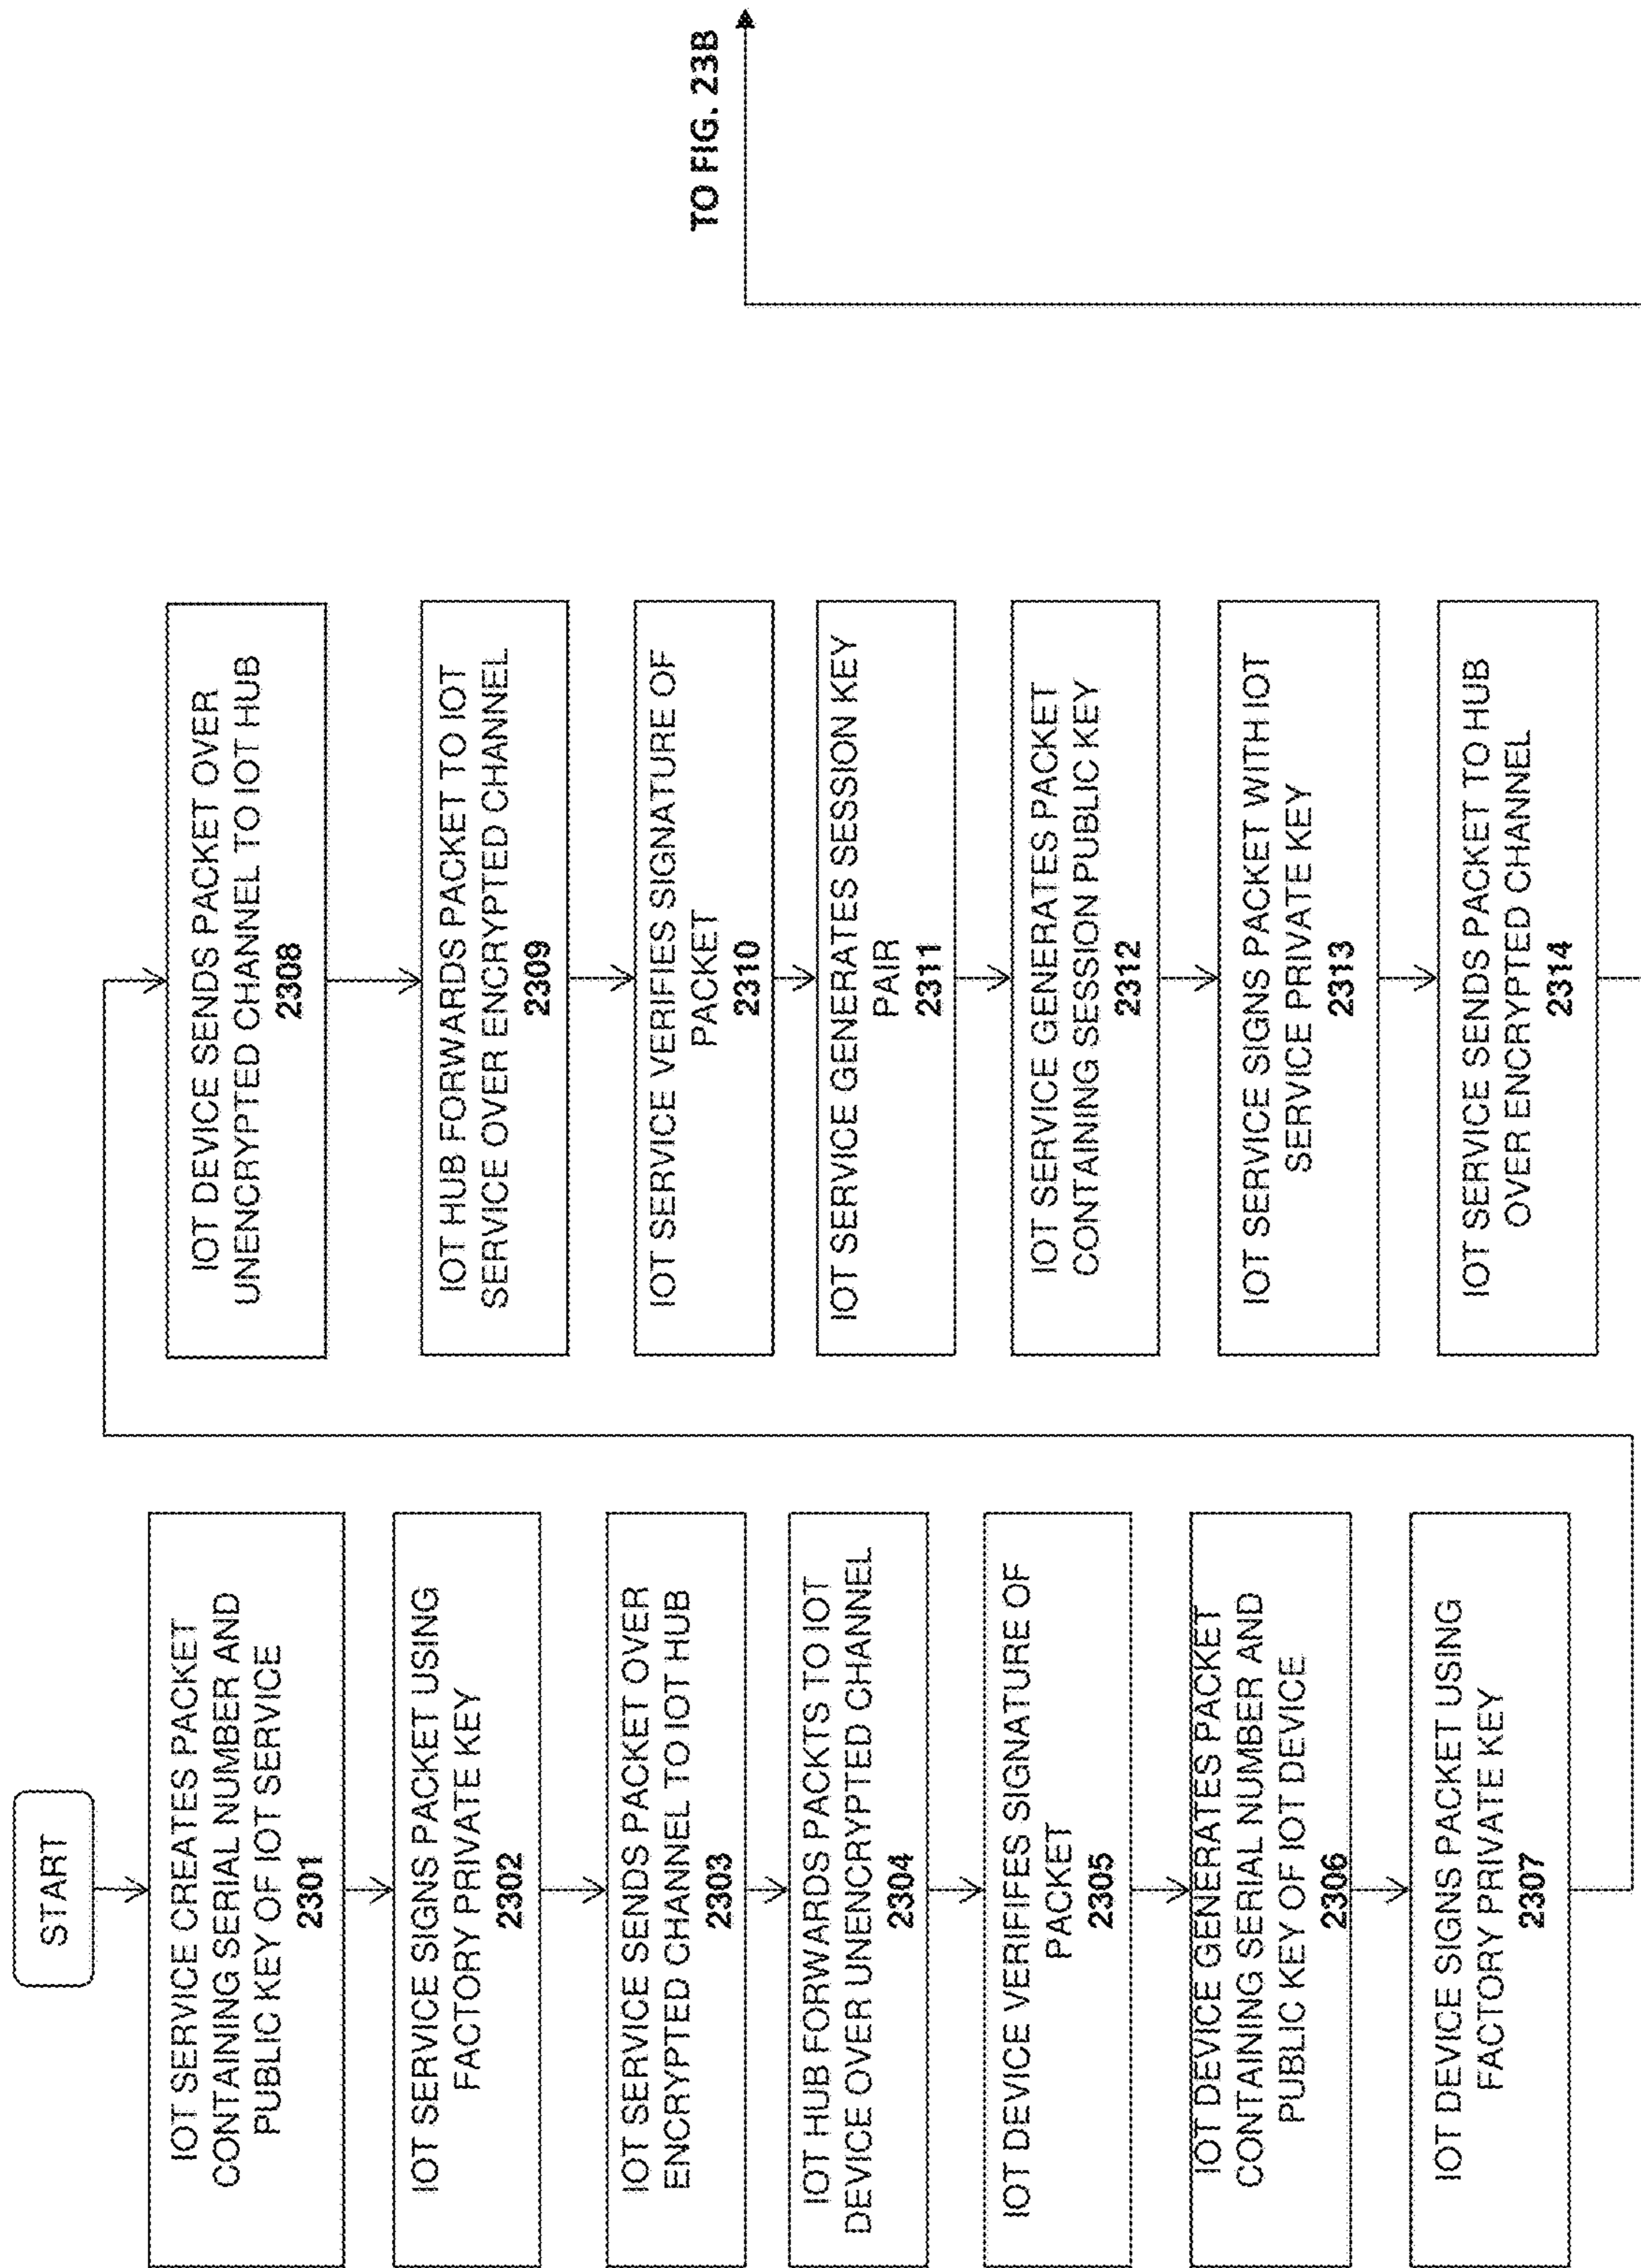 START
IOT SERVICE CREATES PACKET
CONTAINING SERIAL NUMBER AND
PUBLIC KEY OF IOT SERVICE
2301
IOT SERVICE SIGNS PACKET USING
FACTORY PRIVATE KEY
2302
IOT SERVICE SENDS PACKET OVER
ENCRYPTED CHANNEL TO IOT HUB
2303
IOT HUB FORWARDS PACKTS TO IOT
DEVICE OVER UNENCRYPTED CHANNEL
2304
IOT DEVICE VERIFIFES SIGNATURE OF
PACKET
2305
IOT DEVICE GENERATES PACKET
CONTAINING SERIAL NUMBER AND
PUBLIC KEY OF IOT DEVICE
2306
IOT DEVICE SIGNS PACKET USING
FACTORY PRIVATE KEY
2307
IOT DEVICE SENDS PACKET OVER
UNENCRYPTED CHANNEL TO IOT HUB
2308
IOT HUB FORWARDS PACKET TO IOT
SERVICE OVER ENCRYPTED CHANNEL
2309
IOT SERVICE VERIFIES SIGNATURE OF
PACKET
2310
IOT SERVICE GENERATES SESSION KEY
PAIR
2311
IOT SERVICE GENERATES PACKET
CONTAINING SESSION PUBLIC KEY
2312
IOT SERVICE SIGNS PACKET WITH IOT
SERVICE PRIVATE KEY
2313
IOT SERVICE SENDS PACKET TO HUB
OVER ENCRYPTED CHANNEL
2314
TO FIG. 23B